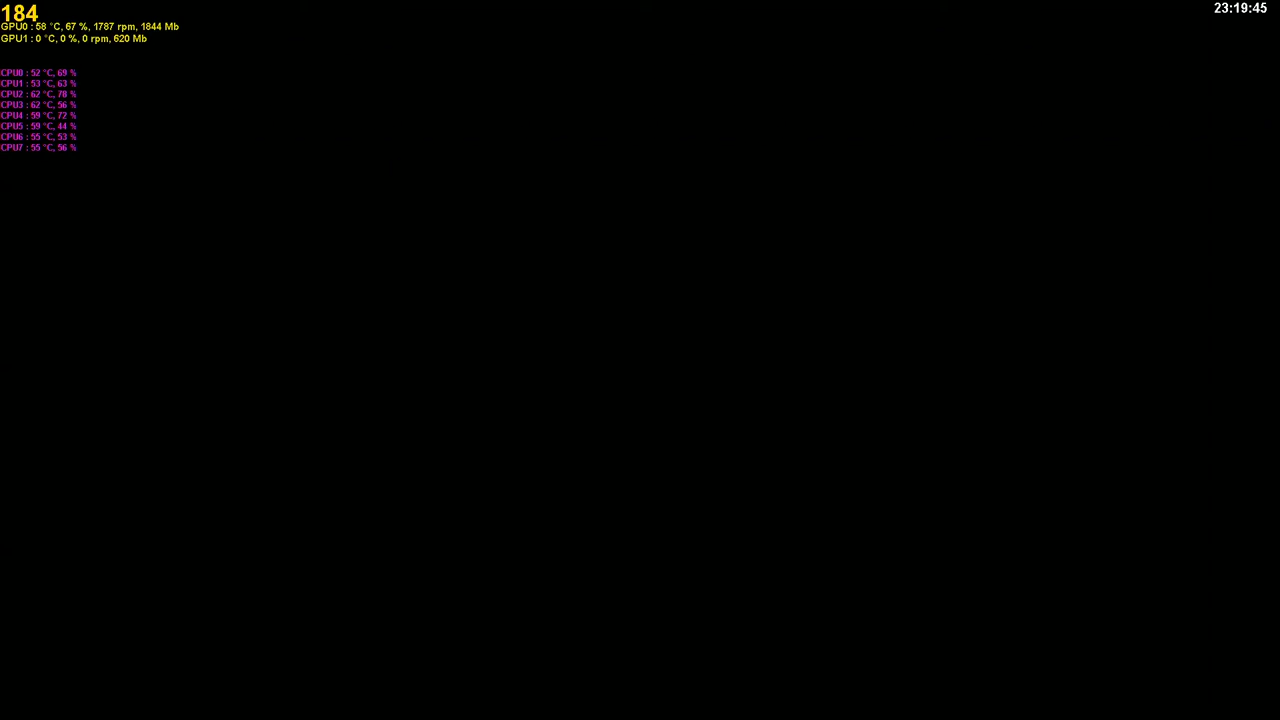 184
23:19:45
GPU0 : 58 °C, 67 %, 1787 rpm, 1844 Mb
GPU1 : 0 °C, 0 %, 0 rpm, 620 Mb
CPU0 : 52 °C, 69 %
CPU1 : 53 °C, 63 %
CPU2 : 62 °C, 78 %
CPU3 : 62 °C, 56 %
CPU4 : 59 °C, 72 %
CPU5 : 59 °C, 44 %
CPU6 : 55 °C, 53 %
CPU7 : 55 °C, 56 %